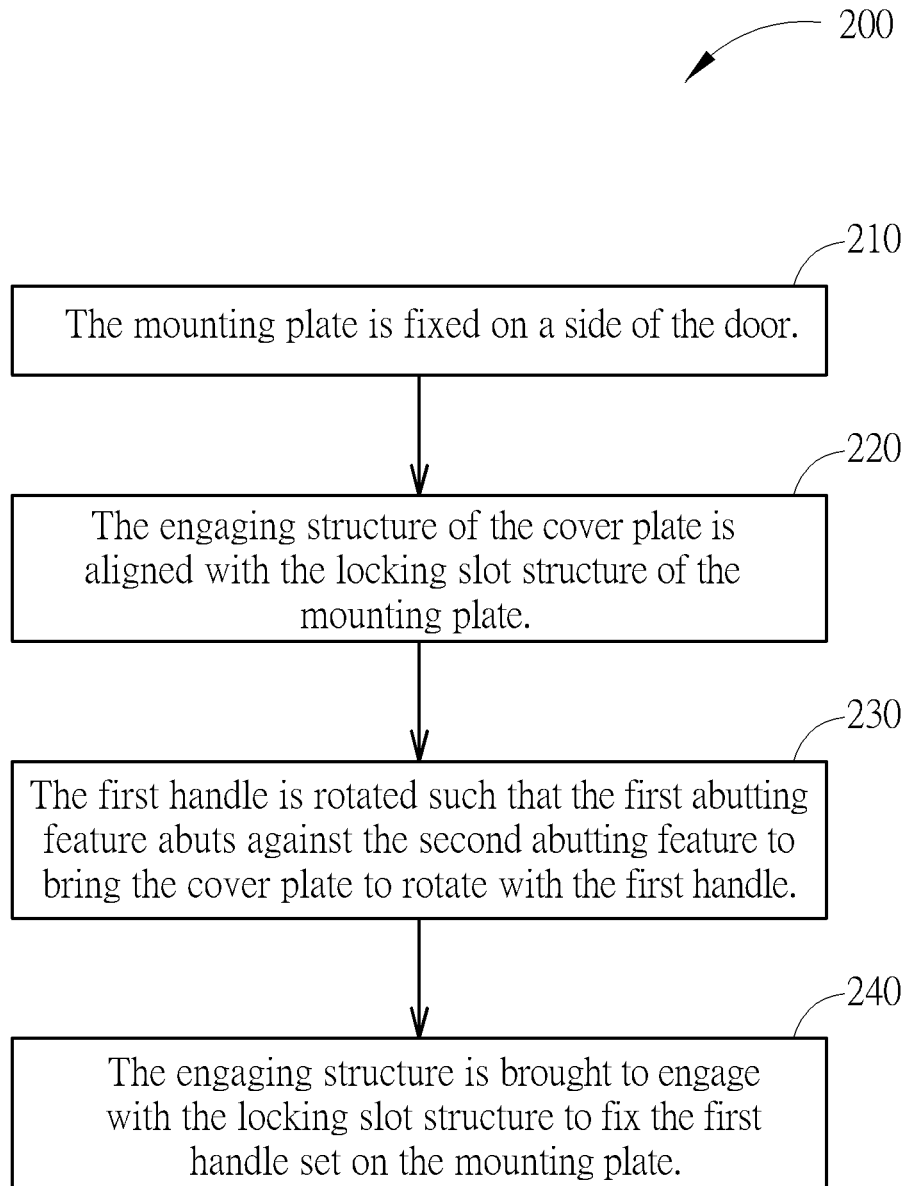 200
210
The mounting plate is fixed on a side of the door.
220
The engaging structure of the cover plate is
aligned with the locking slot structure of the
mounting plate.
230
The first handle is rotated such that the first abutting
feature abuts against the second abutting feature to
bring the cover plate to rotate with the first handle.
240
The engaging structure is brought to engage
with the locking slot structure to fix the first
handle set on the mounting plate.